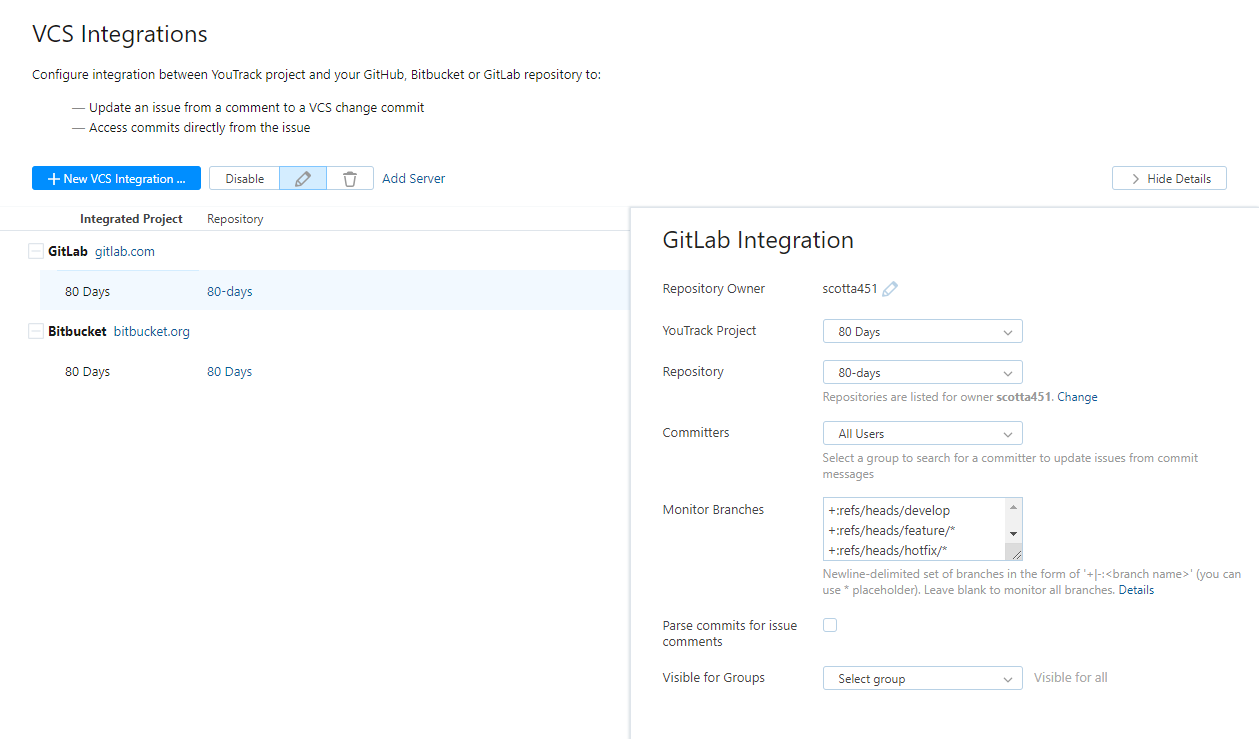 VCS Integrations
Configure integration between YouTrack project and your GitHub, Bitbucket or GitLab repository to:
— Update an issue from a comment to a VCS change commit
— Access commits directly from the issue
New VCS Integration ...
Disable
Add Server
Hide Details
Integrated Project
Repository
GitLab gitlab.com
80 Days
80-days
Bitbucket bitbucket.org
80 Days
80 Days
GitLab Integration
Repository Owner
scotta451
YouTrack Project
80 Days
Repository
80-days
Repositories are listed for owner scotta451. Change
Committers
All Users
Select a group to search for a committer to update issues from commit
messages
Monitor Branches
+:refs/heads/develop
+:refs/heads/feature/*
+:refs/heads/hotfix/*
Newline-delimited set of branches in the form of '+|-:<branch name>' (you can
use * placeholder). Leave blank to monitor all branches. Details
Parse commits for issue
comments
Visible for Groups
Select group
Visible for all